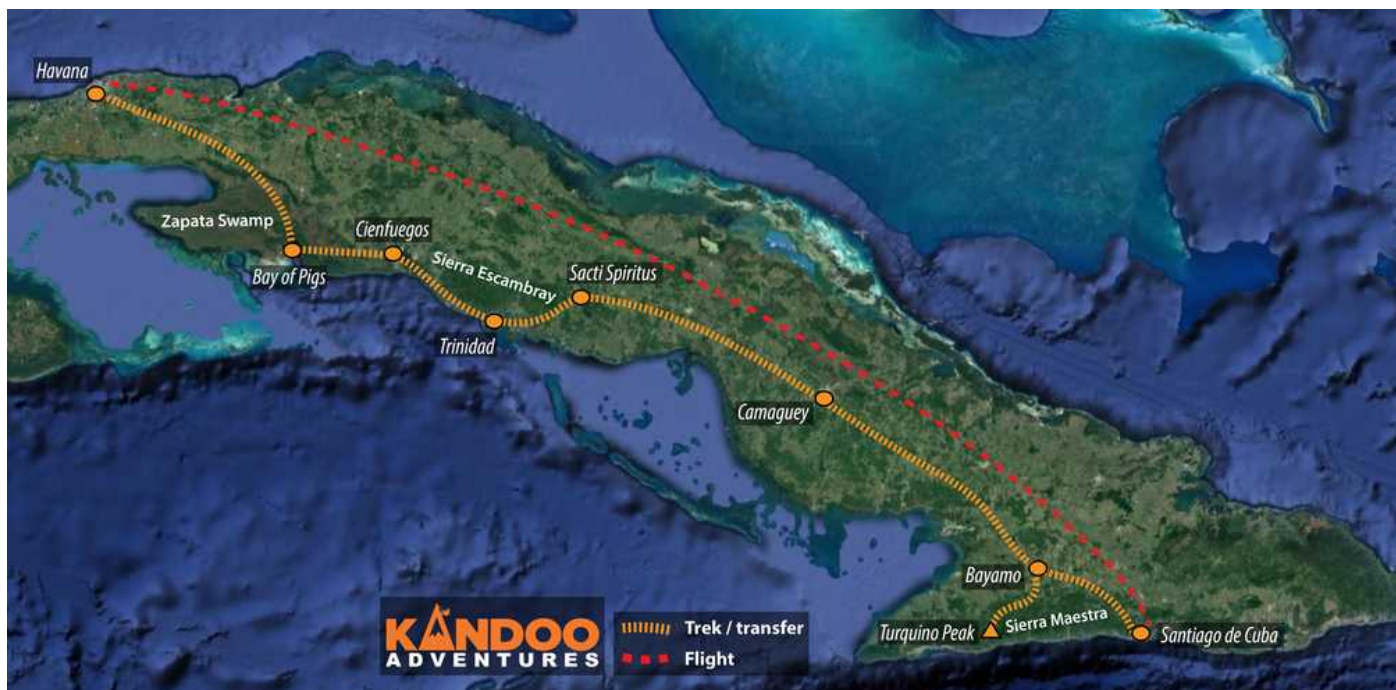 Havana
Zapata Swamp
Cienfuegos
Bay of Pigs
Sierra Escambray
Sacti Spiritus
Trinidad
Camaguey
Bayamo
Turquino Peak
Sierra Maestra
Santiago de Cuba
KANDOO
ADVENTURES
Trek / transfer
Flight